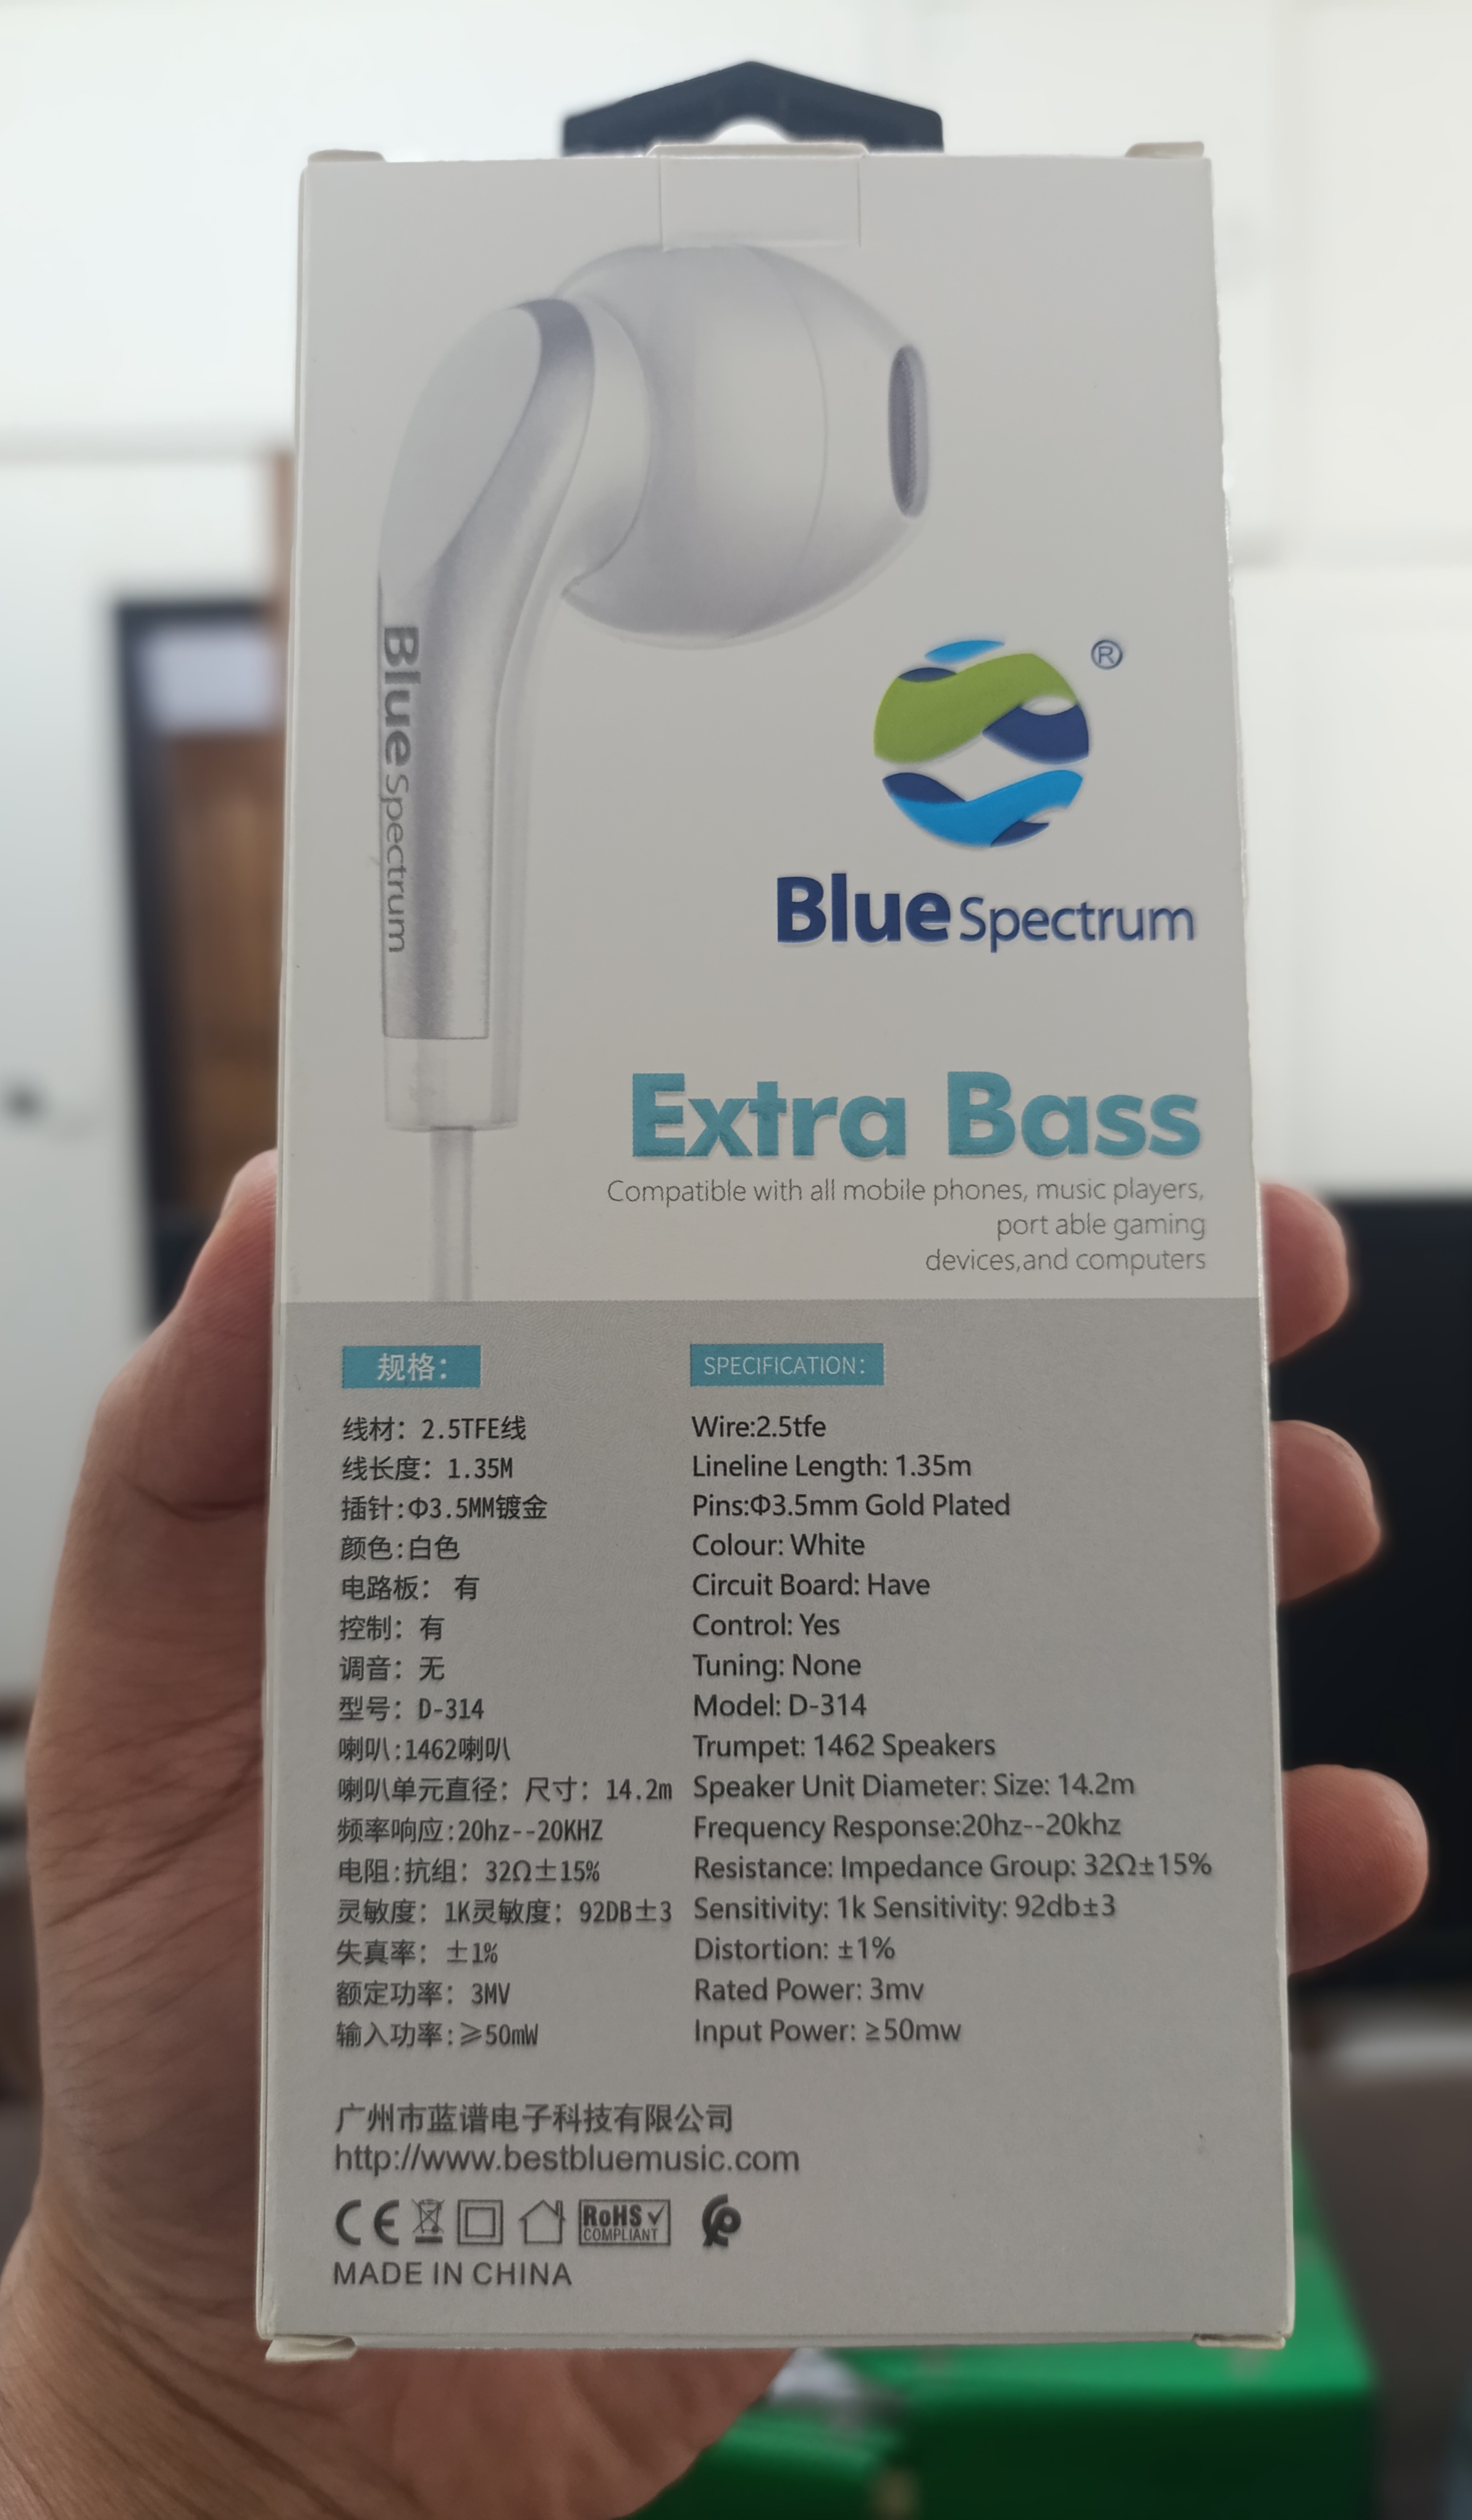 Blue Spectrum
®
Blue Spectrum
Extra Bass
Compatible with all mobile phones, music players,
port able gaming
devices,and computers
规格：
线材：2.5TFE线
线长度：1.35M
插针:Φ3.5MM镀金
颜色:白色
电路板： 有
控制：有
调音：无
型号：D-314
喇叭:1462喇叭
喇叭单元直径：尺寸：14.2m
频率响应:20hz--20KHZ
电阻:抗组：32Ω±15%
灵敏度：1K灵敏度：92DB±3
失真率：±1%
额定功率：3MV
输入功率:≥50mW
SPECIFICATION:
Wire:2.5tfe
Lineline Length: 1.35m
Pins:Φ3.5mm Gold Plated
Colour: White
Circuit Board: Have
Control: Yes
Tuning: None
Model: D-314
Trumpet: 1462 Speakers
Speaker Unit Diameter: Size: 14.2m
Frequency Response:20hz--20khz
Resistance: Impedance Group: 32Ω±15%
Sensitivity: 1k Sensitivity: 92db±3
Distortion: ±1%
Rated Power: 3mv
Input Power: ≥50mw
广州市蓝谱电子科技有限公司
http://www.bestbluemusic.com
CE RoHS COMPLIANT
MADE IN CHINA